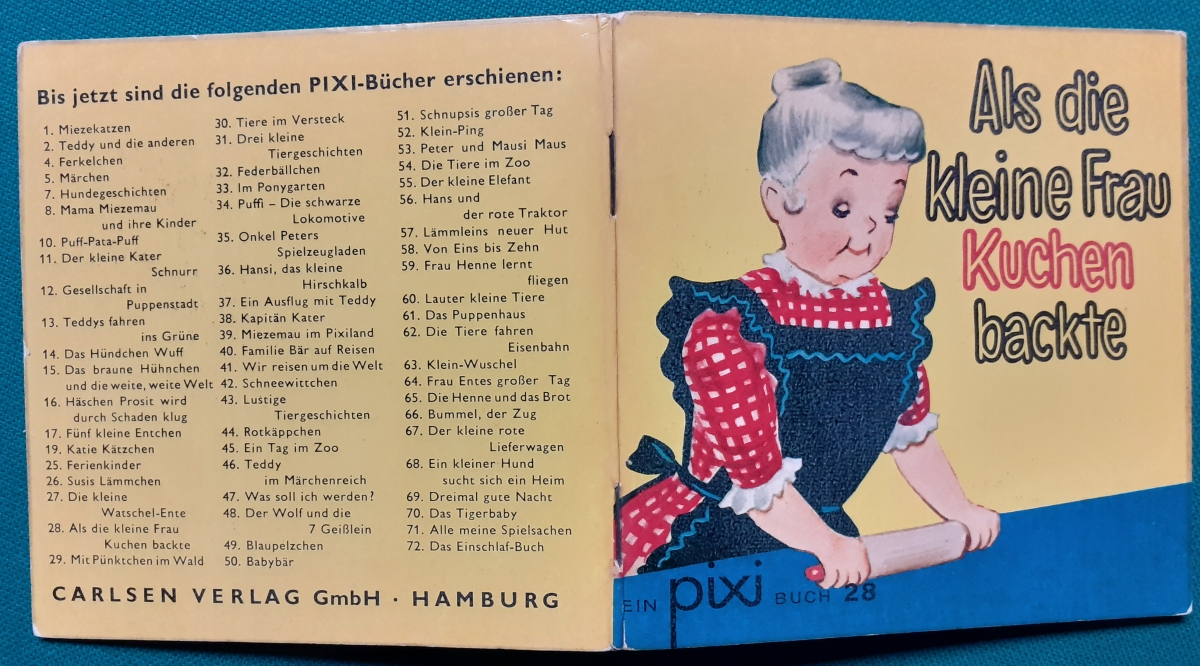 Bis jetzt sind die folgenden PIXI-Bücher erschienen:
1. Miezekatzen
2. Teddy und die anderen
4. Ferkelchen
5. Märchen
7. Hundegeschichten
8. Mama Miezemau
und ihre Kinder
10. Puff-Pata-Puff
11. Der kleine Kater
Schnurr
12. Gesellschaft in
Puppenstadt
13. Teddys fahren
ins Grüne
14. Das Hündchen Wuff
15. Das braune Hühnchen
und die weite, weite Welt
16. Häschen Prosit wird
durch Schaden klug
17. Fünf kleine Entchen
19. Katie Kätzchen
25. Ferienkinder
26. Susis Lämmchen
27. Die kleine
Watschel-Ente
28. Als die kleine Frau
Kuchen backte
29. Mit Pünktchen im Wald
30. Tiere im Versteck
31. Drei kleine
Tiergeschichten
32. Federbällchen
33. Im Ponygarten
34. Puffi – Die schwarze
Lokomotive
35. Onkel Peters
Spielzeugladen
36. Hansi, das kleine
Hirschkalb
37. Ein Ausflug mit Teddy
38. Kapitän Kater
39. Miezemau im Pixiland
40. Familie Bär auf Reisen
41. Wir reisen um die Welt
42. Schneewittchen
43. Lustige
Tiergeschichten
44. Rotkäppchen
45. Ein Tag im Zoo
46. Teddy
im Märchenreich
47. Was soll ich werden?
48. Der Wolf und die
7 Geißlein
49. Blaupelzchen
50. Babybär
51. Schnupsis großer Tag
52. Klein-Ping
53. Peter und Mausi Maus
54. Die Tiere im Zoo
55. Der kleine Elefant
56. Hans und
der rote Traktor
57. Lämmleins neuer Hut
58. Von Eins bis Zehn
59. Frau Henne lernt
fliegen
60. Lauter kleine Tiere
61. Das Puppenhaus
62. Die Tiere fahren
Eisenbahn
63. Klein-Wuschel
64. Frau Entes großer Tag
65. Die Henne und das Brot
66. Bummel, der Zug
67. Der kleine rote
Lieferwagen
68. Ein kleiner Hund
sucht sich ein Heim
69. Dreimal gute Nacht
70. Das Tigerbaby
71. Alle meine Spielsachen
72. Das Einschlaf-Buch
CARLSEN VERLAG GmbH · HAMBURG
Als die
kleine Frau
Kuchen
backte
EIN pixi BUCH 28